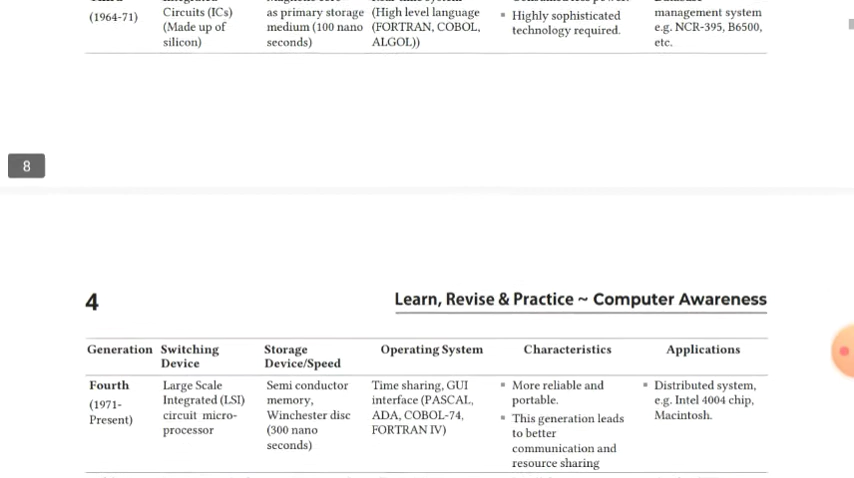 (1964-71)
Circuits (ICs)
(Made up of
silicon)
as primary storage
medium (100 nano
seconds)
(High level language
(FORTRAN, COBOL,
ALGOL))
▪ Highly sophisticated
technology required.
management system
e.g. NCR-395, B6500,
etc.
8
4
Learn, Revise & Practice ~ Computer Awareness
Generation Switching Device Storage Device/Speed Operating System Characteristics Applications
Fourth
(1971-
Present)
Large Scale
Integrated (LSI)
circuit micro-
processor
Semi conductor
memory,
Winchester disc
(300 nano
seconds)
Time sharing, GUI
interface (PASCAL,
ADA, COBOL-74,
FORTRAN IV)
▪ More reliable and
portable.
▪ This generation leads
to better
communication and
resource sharing
▪ Distributed system,
e.g. Intel 4004 chip,
Macintosh.